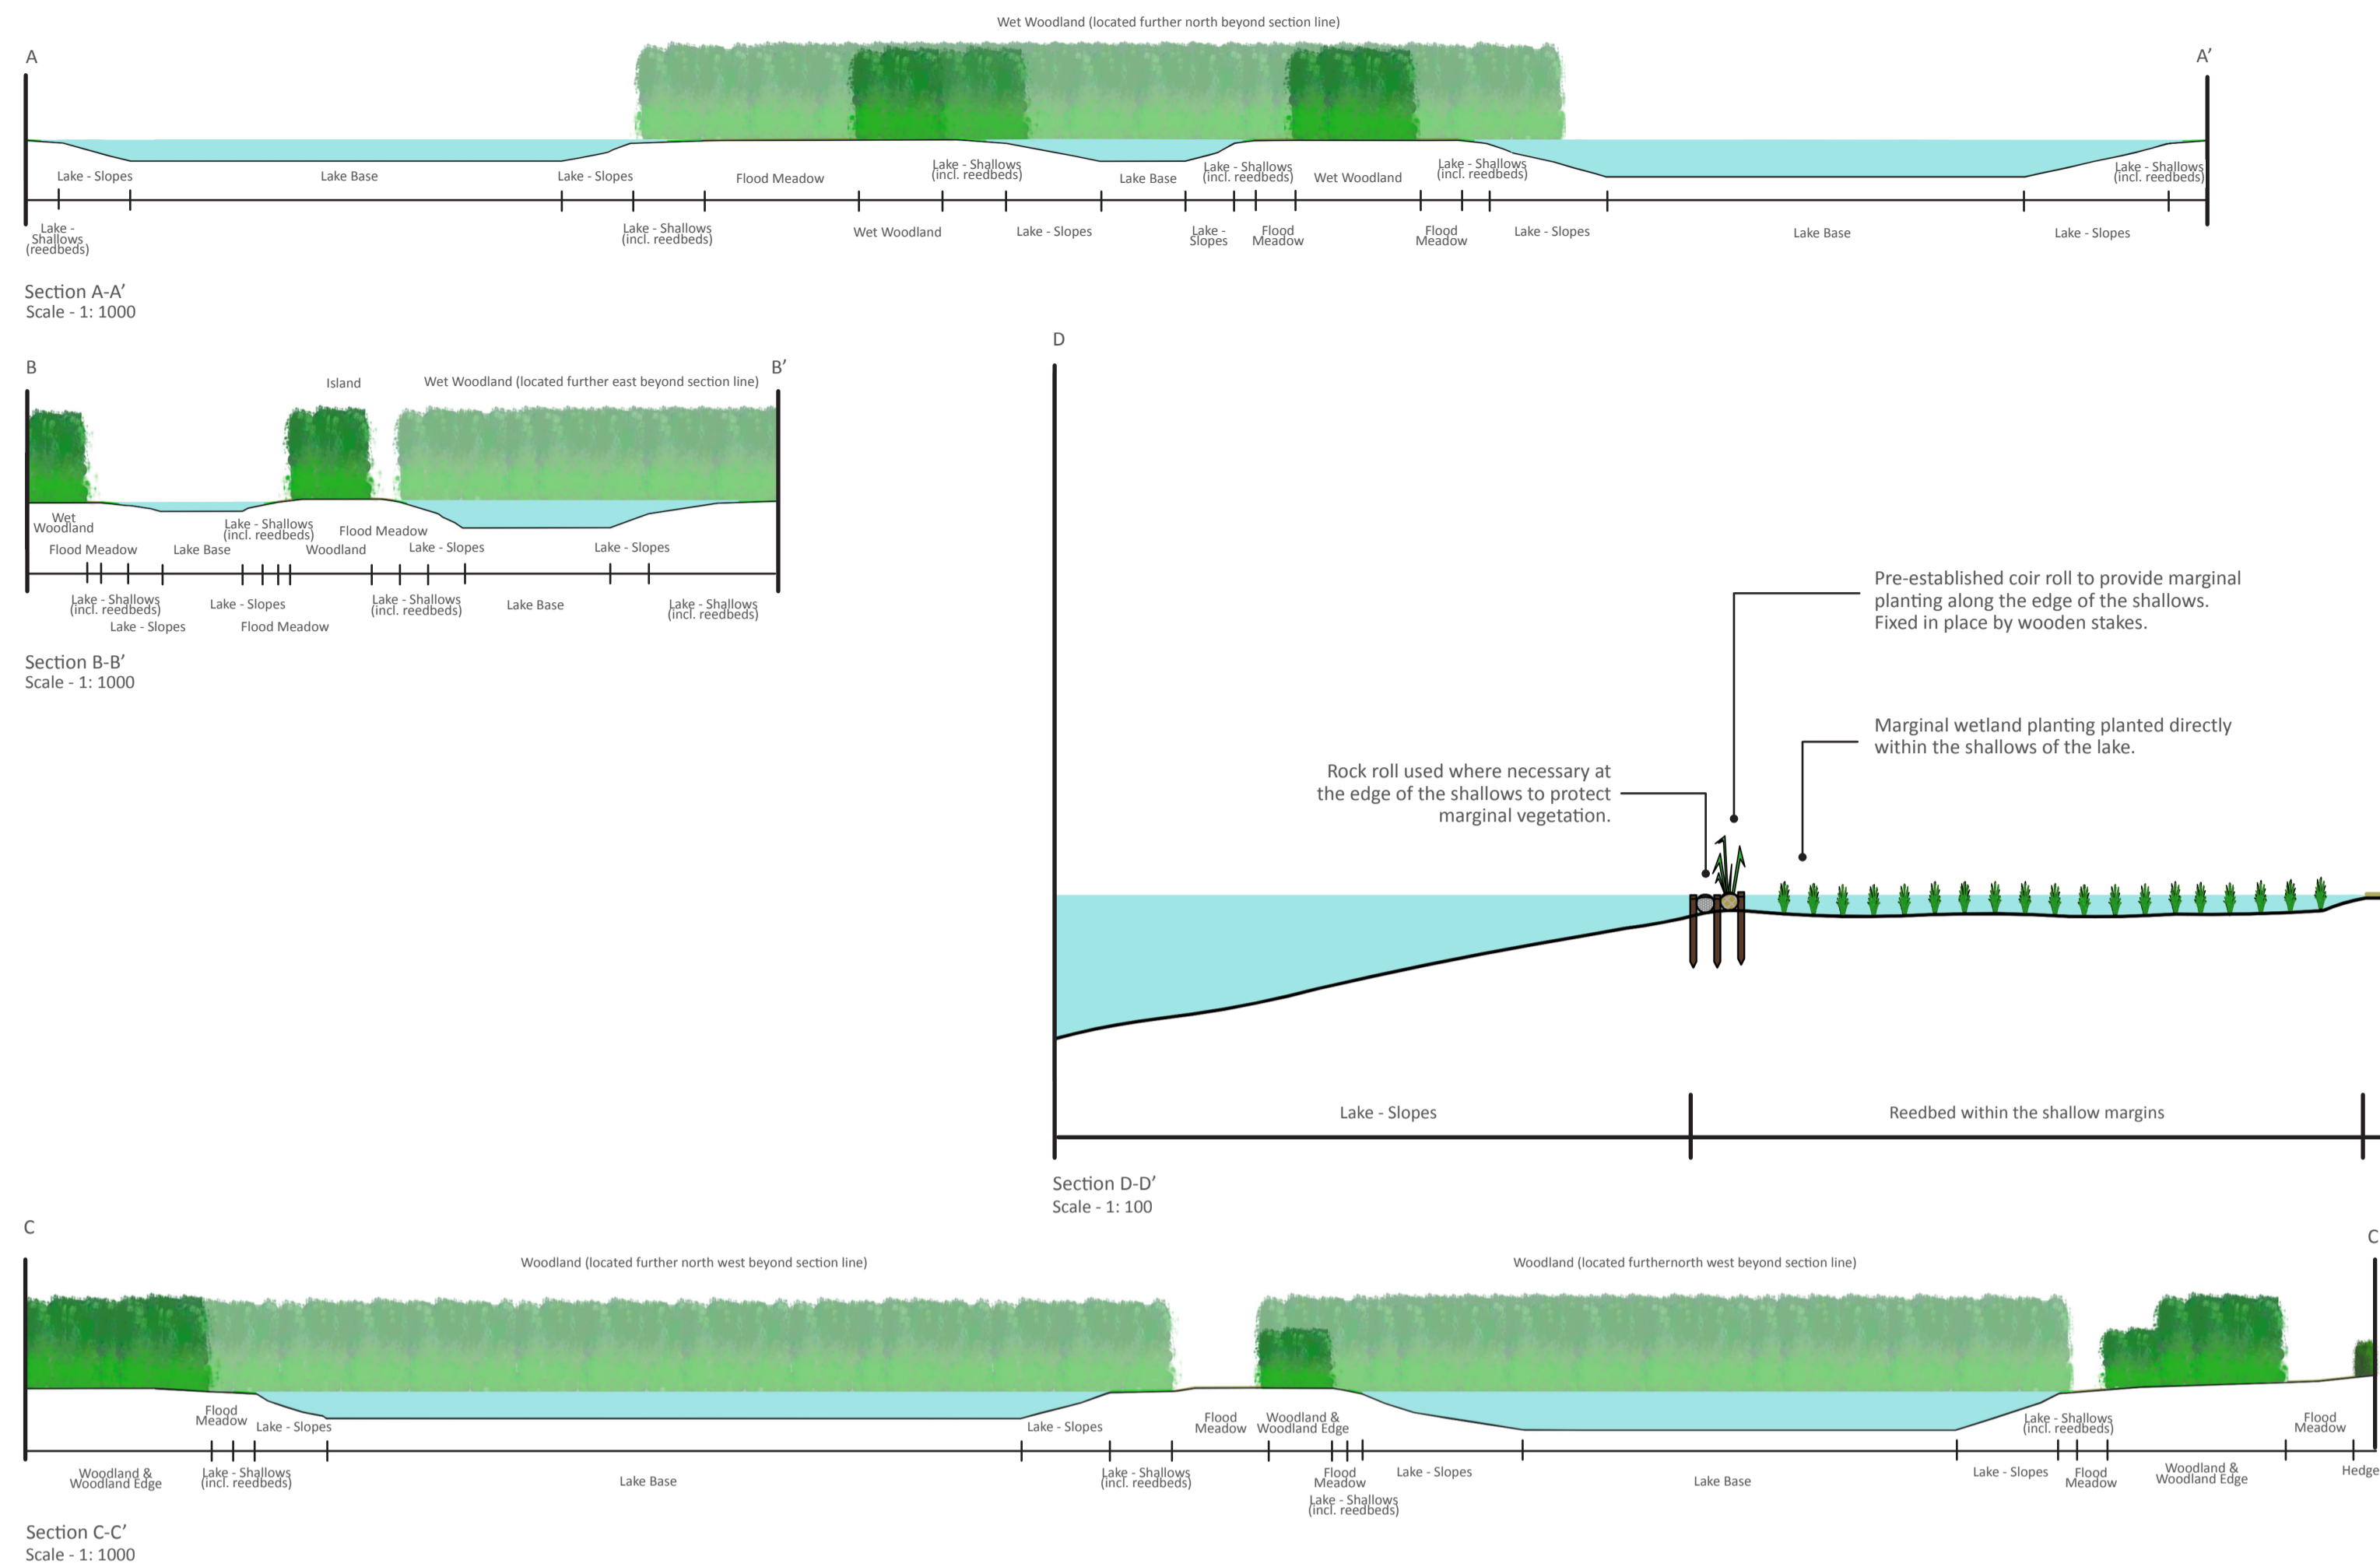 Wet Woodland (located further north beyond section line)
A
A’
Lake - Slopes
Lake Base
Lake - Slopes
Flood Meadow
Lake - Shallows
(incl. reedbeds)
Lake Base
Lake - Shallows
(incl. reedbeds)
Wet Woodland
Lake - Shallows
(incl. reedbeds)
Lake - Shallows
(incl. reedbeds)
Lake -
Shallows
(reedbeds)
Lake - Shallows
(incl. reedbeds)
Wet Woodland
Lake - Slopes
Lake -
Slopes
Flood
Meadow
Flood
Meadow
Lake - Slopes
Lake Base
Lake - Slopes
Section A-A’
Scale - 1: 1000
B
B’
Island
Wet Woodland (located further east beyond section line)
Wet
Woodland
Lake - Shallows
(incl. reedbeds)
Flood Meadow
Flood Meadow
Lake Base
Woodland
Lake - Slopes
Lake - Slopes
Lake - Shallows
(incl. reedbeds)
Lake - Slopes
Lake - Shallows
(incl. reedbeds)
Lake Base
Lake - Shallows
(incl. reedbeds)
Lake - Slopes
Flood Meadow
Section B-B’
Scale - 1: 1000
D
Pre-established coir roll to provide marginal
planting along the edge of the shallows.
Fixed in place by wooden stakes.
Marginal wetland planting planted directly
within the shallows of the lake.
Rock roll used where necessary at
the edge of the shallows to protect
marginal vegetation.
Lake - Slopes
Reedbed within the shallow margins
Section D-D’
Scale - 1: 100
C
C
Woodland (located further north west beyond section line)
Woodland (located furthernorth west beyond section line)
Flood
Meadow
Lake - Slopes
Lake - Slopes
Flood
Meadow
Woodland &
Woodland Edge
Lake - Shallows
(incl. reedbeds)
Flood
Meadow
Woodland &
Woodland Edge
Lake - Shallows
(incl. reedbeds)
Lake Base
Lake - Shallows
(incl. reedbeds)
Flood
Meadow
Lake - Shallows
(incl. reedbeds)
Lake - Slopes
Lake Base
Lake - Slopes
Flood
Meadow
Woodland &
Woodland Edge
Hedge
Section C-C’
Scale - 1: 1000